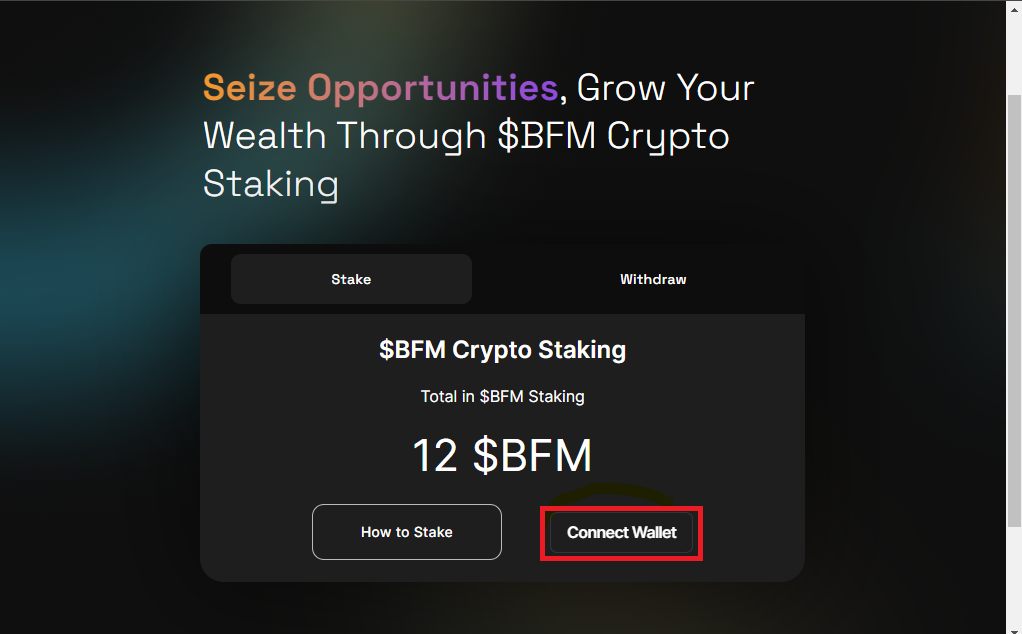 Seize Opportunities, Grow Your
Wealth Through $BFM Crypto
Staking
Stake
Withdraw
$BFM Crypto Staking
Total in $BFM Staking
12 $BFM
How to Stake
Connect Wallet